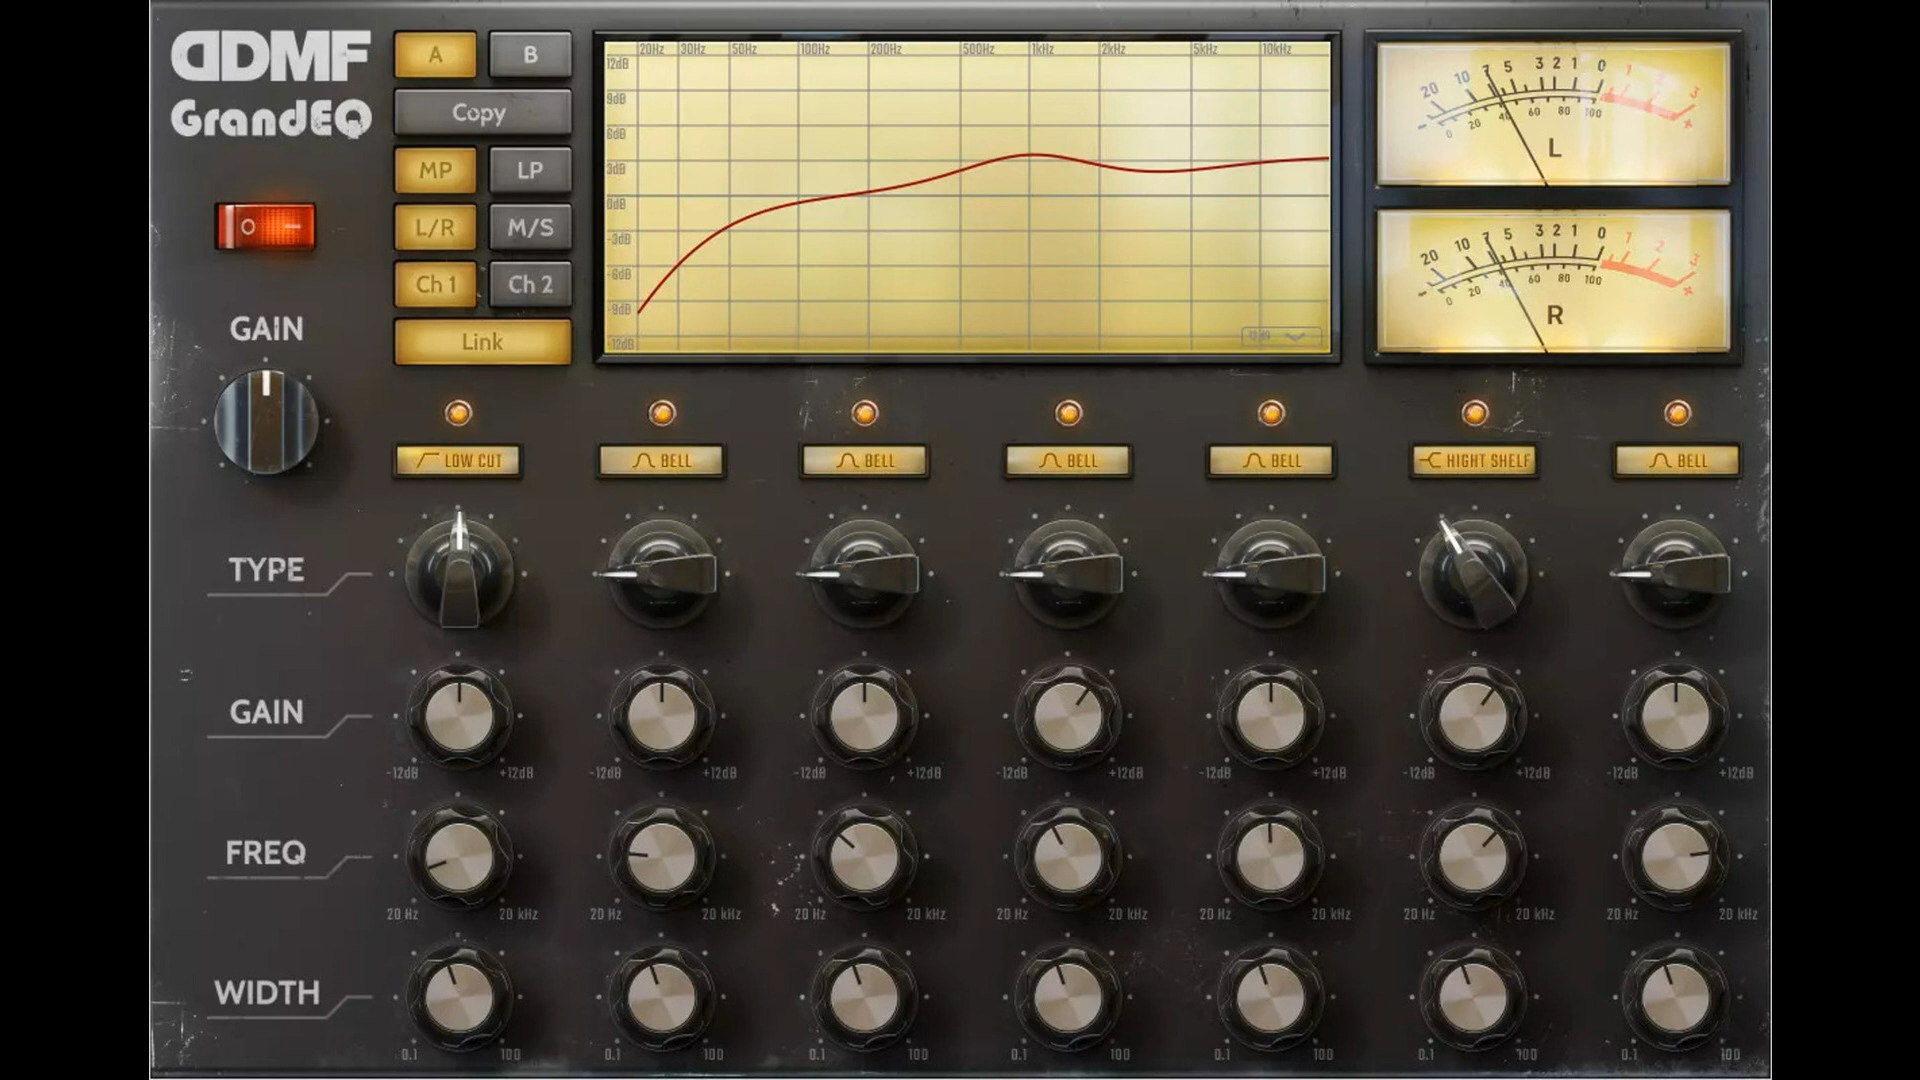 DDMF
GrandEQ
A B
Copy
MP LP
L/R M/S
Ch 1 Ch 2
Link
20Hz 30Hz 50Hz 100Hz 200Hz 500Hz 1kHz 2kHz 5kHz 10kHz
12dB
9dB
6dB
3dB
0dB
-3dB
-6dB
-9dB
-12dB
20 10 7 5 3 2 1 0 1 2 3
- 0 20 40 60 80 100 +
L
20 10 7 5 3 2 1 0 1 2 3
- 0 20 40 60 80 100 +
R
GAIN
LOW CUT BELL BELL BELL BELL HIGHT SHELF BELL
TYPE
GAIN
-12dB +12dB -12dB +12dB -12dB +12dB -12dB +12dB -12dB +12dB -12dB +12dB -12dB +12dB
FREQ
20 Hz 20 kHz 20 Hz 20 kHz 20 Hz 20 kHz 20 Hz 20 kHz 20 Hz 20 kHz 20 Hz 20 kHz 20 Hz 20 kHz
WIDTH
0.1 100 0.1 100 0.1 100 0.1 100 0.1 100 0.1 100 0.1 100